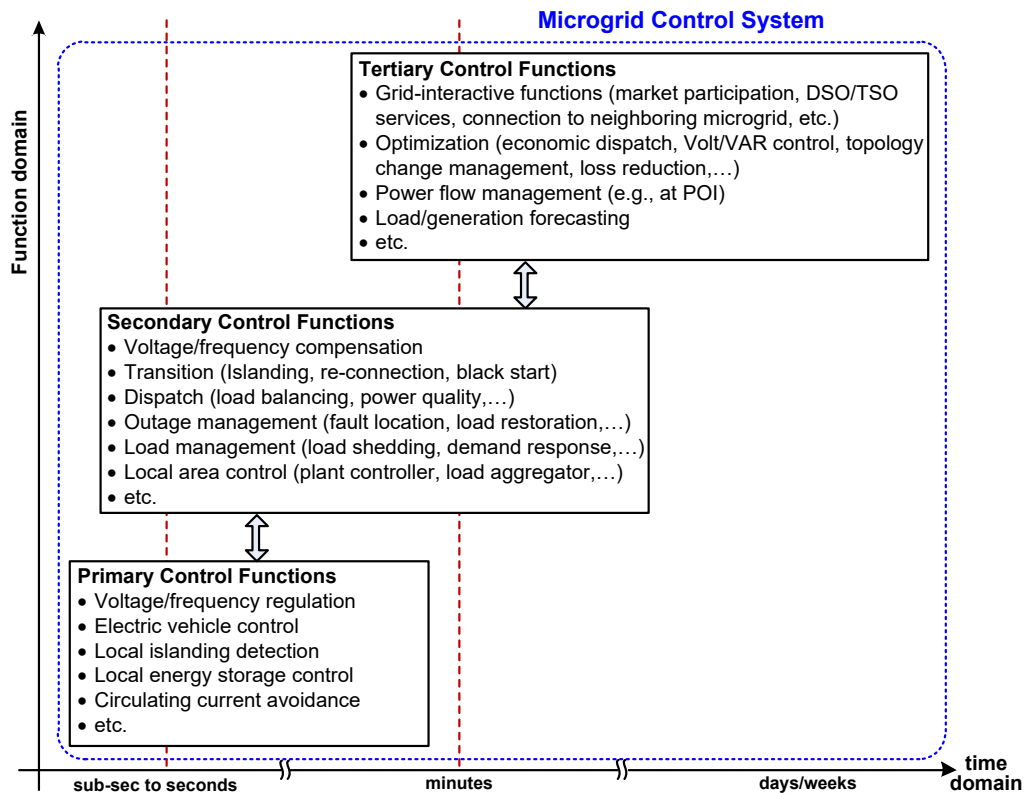 Microgrid Control System
Function domain
Tertiary Control Functions
• Grid-interactive functions (market participation, DSO/TSO
services, connection to neighboring microgrid, etc.)
• Optimization (economic dispatch, Volt/VAR control, topology
change management, loss reduction,…)
• Power flow management (e.g., at POI)
• Load/generation forecasting
• etc.
Secondary Control Functions
• Voltage/frequency compensation
• Transition (Islanding, re-connection, black start)
• Dispatch (load balancing, power quality,…)
• Outage management (fault location, load restoration,…)
• Load management (load shedding, demand response,…)
• Local area control (plant controller, load aggregator,…)
• etc.
Primary Control Functions
• Voltage/frequency regulation
• Electric vehicle control
• Local islanding detection
• Local energy storage control
• Circulating current avoidance
• etc.
sub-sec to seconds
minutes
days/weeks
time
domain